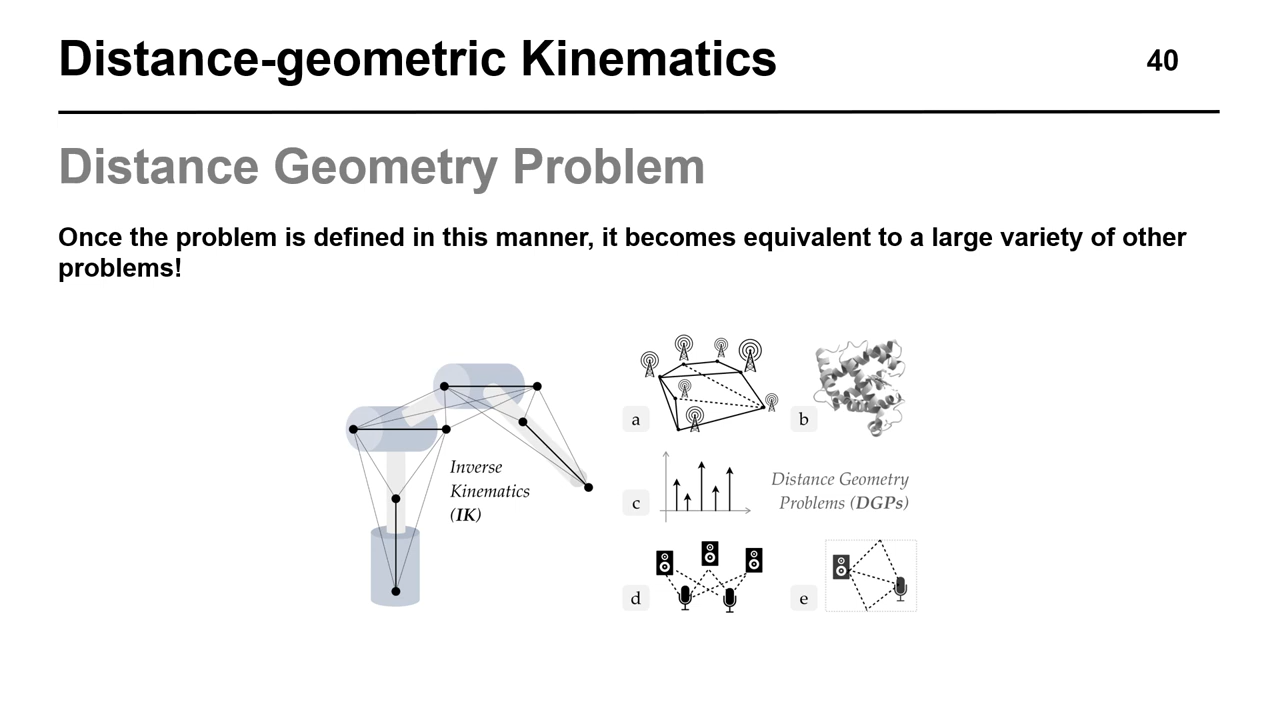 Distance-geometric Kinematics
40
Distance Geometry Problem
Once the problem is defined in this manner, it becomes equivalent to a large variety of other
problems!
Inverse
Kinematics
(IK)
a
b
c
Distance Geometry
Problems (DGPs)
d
e